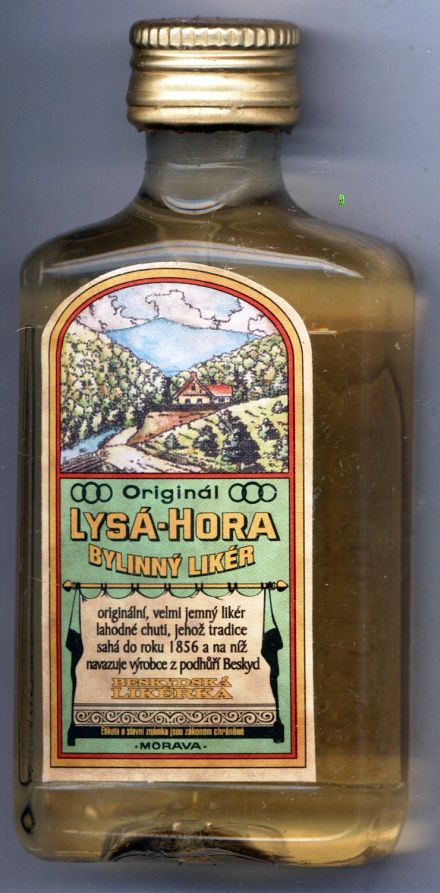 Originál
LYSÁ-HORA
BYLINNÝ LIKÉR
originální, velmi jemný likér
lahodné chuti, jehož tradice
sahá do roku 1856 a na níž
navazuje výrobce z podhůří Beskyd
BESKYDSKÁ
LIKÉRKA
Etiketa a slovní známka jsou zákonem chráněné
·MORAVA·